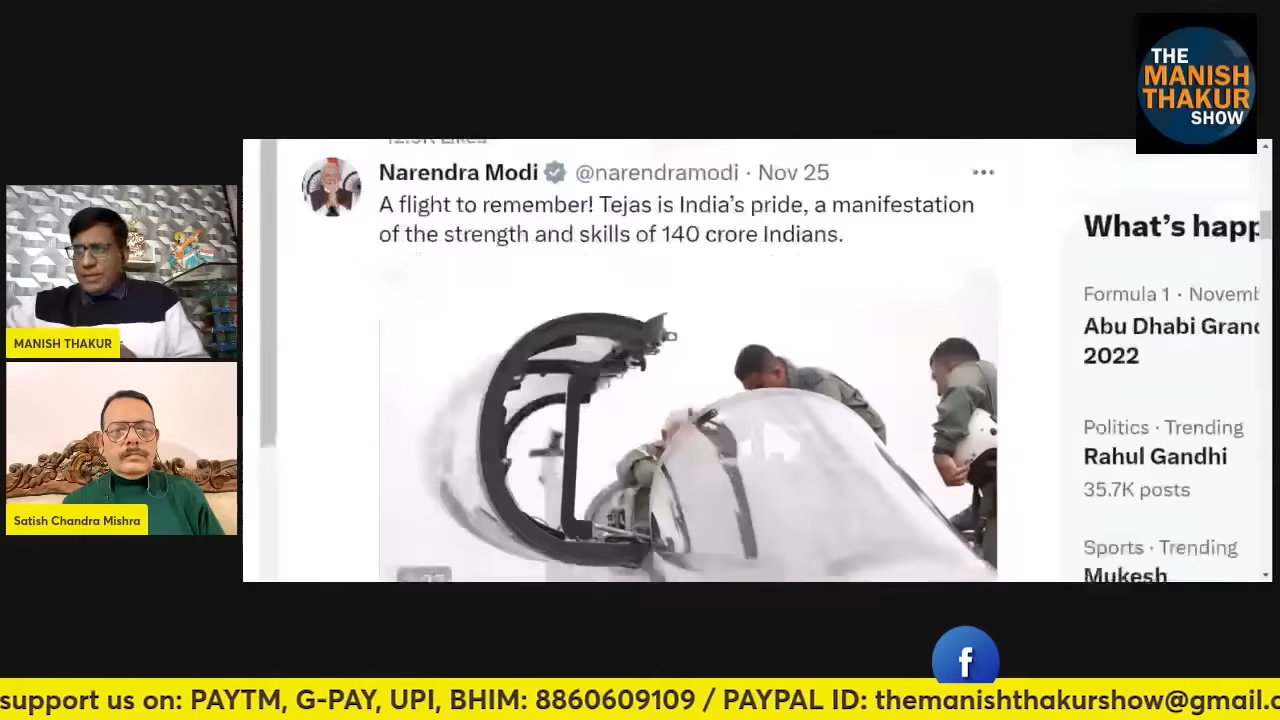 THE
MANISH
THAKUR
SHOW
12.5K Likes
Narendra Modi @narendramodi · Nov 25
A flight to remember! Tejas is India's pride, a manifestation
of the strength and skills of 140 crore Indians.
What's happ
Formula 1 · Novemb
Abu Dhabi Granc
2022
Politics · Trending
Rahul Gandhi
35.7K posts
Sports · Trending
Mukesh
MANISH THAKUR
Satish Chandra Mishra
f
support us on: PAYTM, G-PAY, UPI, BHIM: 8860609109 / PAYPAL ID: themanishthakurshow@gmail.c